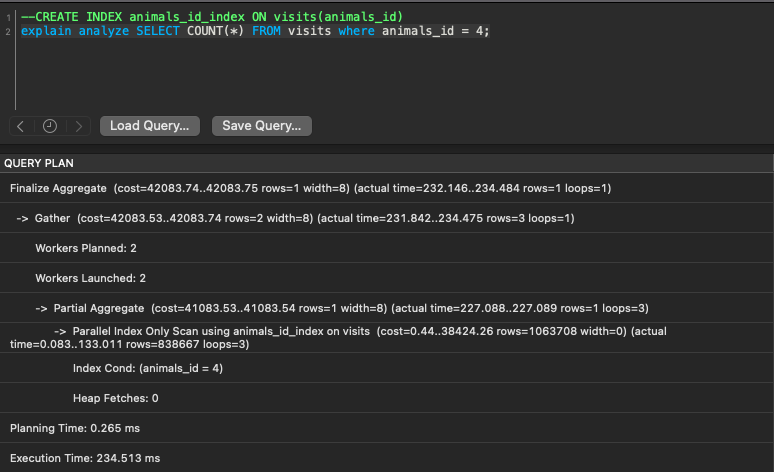 1 --CREATE INDEX animals_id_index ON visits(animals_id)
2 explain analyze SELECT COUNT(*) FROM visits where animals_id = 4;
Load Query... Save Query...
QUERY PLAN
Finalize Aggregate (cost=42083.74..42083.75 rows=1 width=8) (actual time=232.146..234.484 rows=1 loops=1)
-> Gather (cost=42083.53..42083.74 rows=2 width=8) (actual time=231.842..234.475 rows=3 loops=1)
Workers Planned: 2
Workers Launched: 2
-> Partial Aggregate (cost=41083.53..41083.54 rows=1 width=8) (actual time=227.088..227.089 rows=1 loops=3)
-> Parallel Index Only Scan using animals_id_index on visits (cost=0.44..38424.26 rows=1063708 width=0) (actual
time=0.083..133.011 rows=838667 loops=3)
Index Cond: (animals_id = 4)
Heap Fetches: 0
Planning Time: 0.265 ms
Execution Time: 234.513 ms